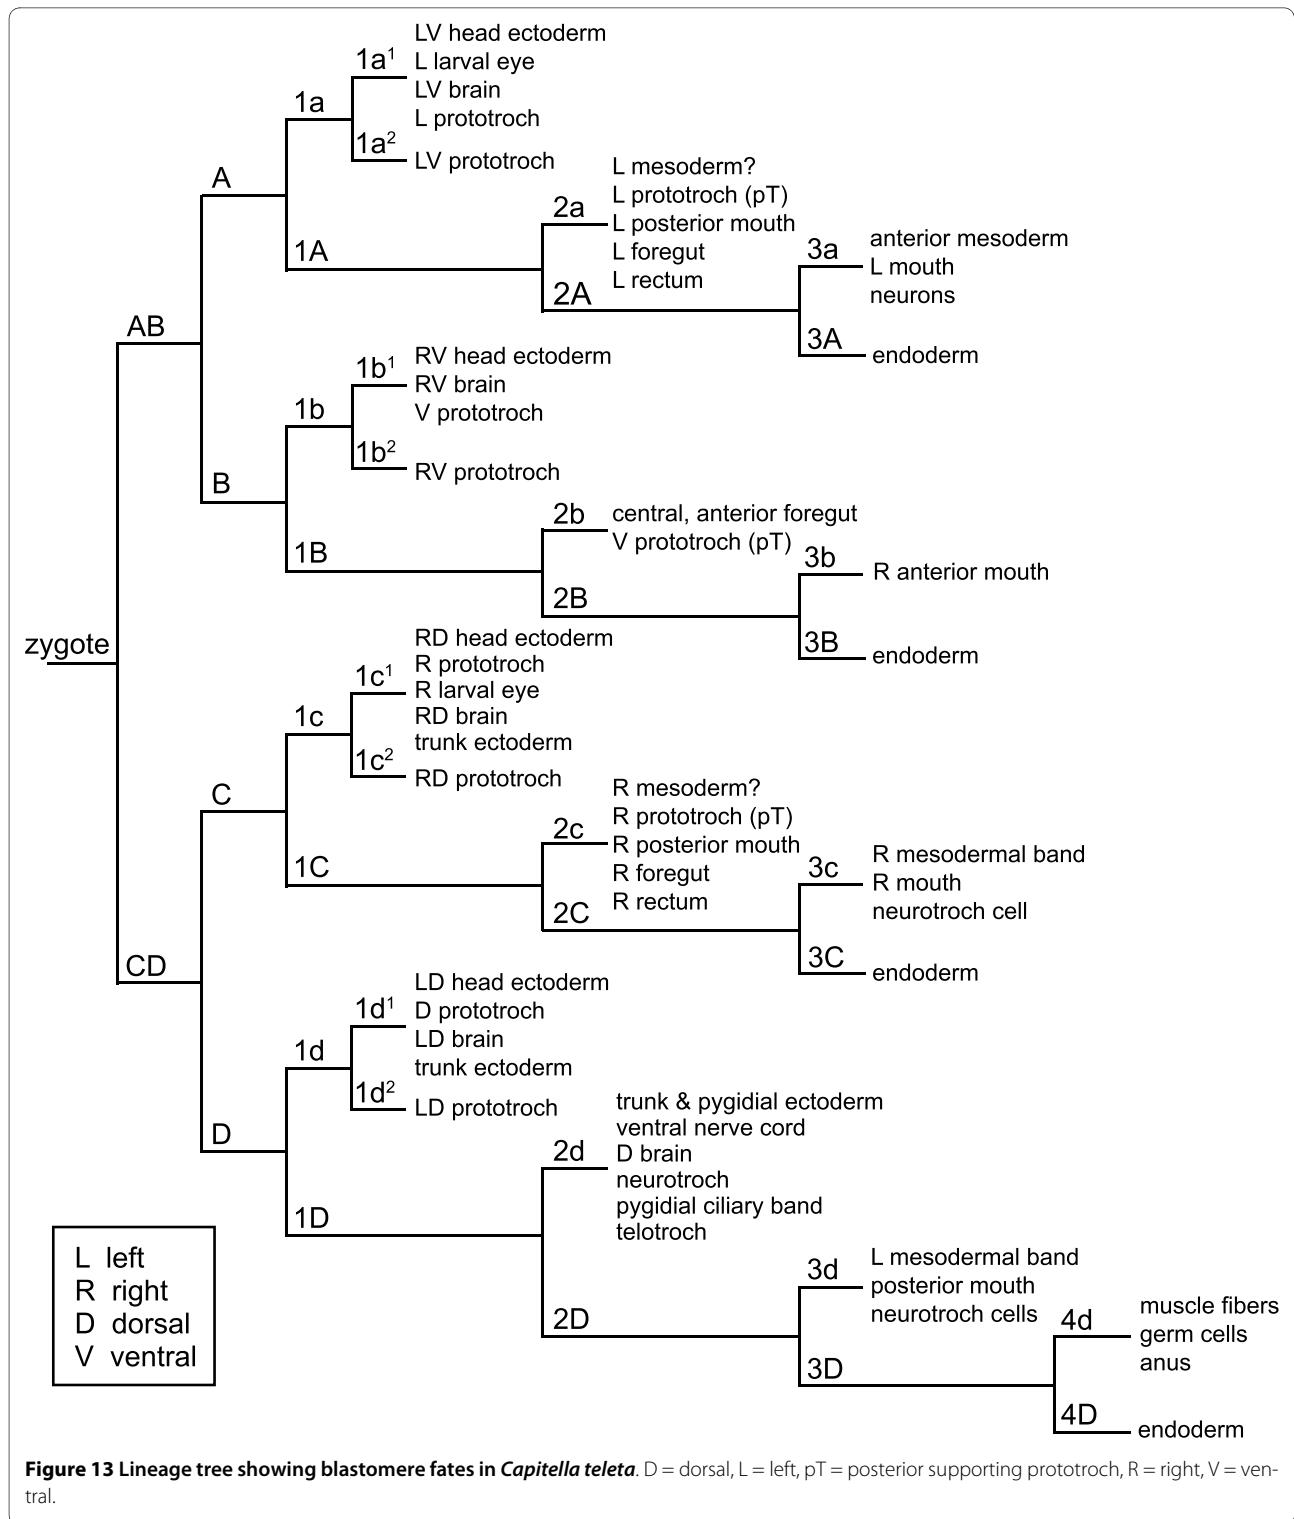 LV head ectoderm
1a¹ L larval eye
LV brain
1a L prototroch
1a² LV prototroch
A
L mesoderm?
L prototroch (pT)
2a L posterior mouth
L foregut
L rectum
1A
2A
anterior mesoderm
3a L mouth
neurons
3A endoderm
AB
RV head ectoderm
1b¹ RV brain
V prototroch
1b
1b² RV prototroch
B
2b central, anterior foregut
V prototroch (pT)
1B
2B
3b R anterior mouth
3B endoderm
zygote
RD head ectoderm
R prototroch
1c¹ R larval eye
RD brain
trunk ectoderm
1c
1c² RD prototroch
C
R mesoderm?
R prototroch (pT)
2c R posterior mouth
R foregut
R rectum
1C
2C
R mesodermal band
3c R mouth
neurotroch cell
3C endoderm
CD
LD head ectoderm
1d¹ D prototroch
LD brain
trunk ectoderm
1d
1d² LD prototroch
D
trunk & pygidial ectoderm
ventral nerve cord
2d D brain
neurotroch
pygidial ciliary band
telotroch
1D
2D
L mesodermal band
3d posterior mouth
neurotroch cells
3D
muscle fibers
4d germ cells
anus
4D endoderm
L left
R right
D dorsal
V ventral
Figure 13 Lineage tree showing blastomere fates in Capitella teleta. D = dorsal, L = left, pT = posterior supporting prototroch, R = right, V = ven-
tral.